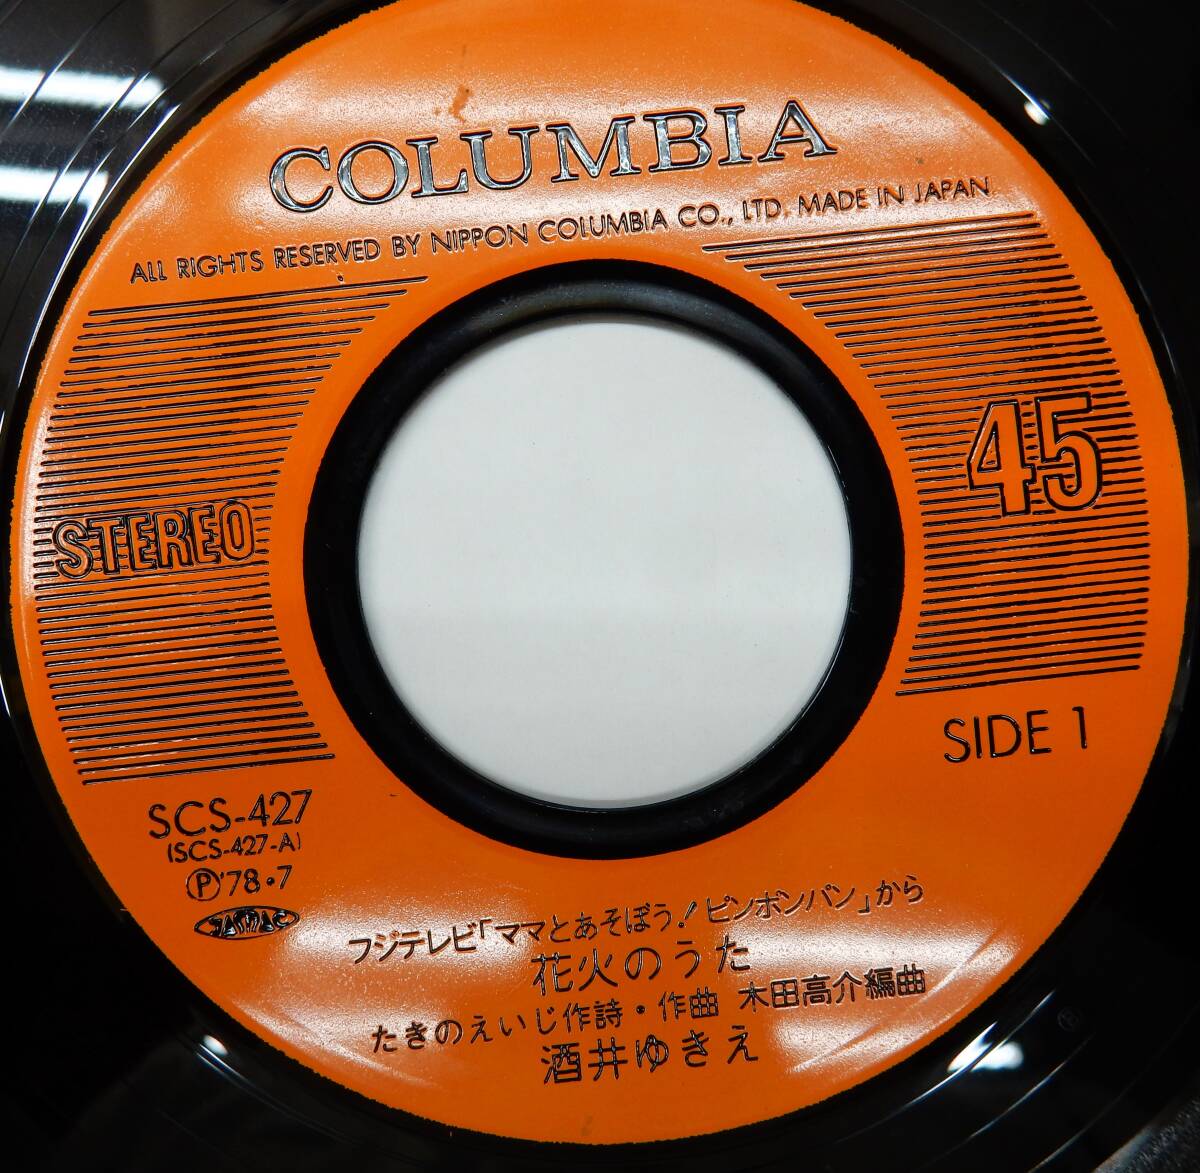 COLUMBIA
ALL RIGHTS RESERVED BY NIPPON COLUMBIA CO., LTD. MADE IN JAPAN
STEREO
45
SIDE 1
SCS-427
(SCS-427-A)
Ⓟ'78・7
JASRAC
フジテレビ「ママとあそぼう!ピンポンパン」から
花火のうた
たきのえいじ作詩・作曲 木田高介編曲
酒井ゆきえ
®